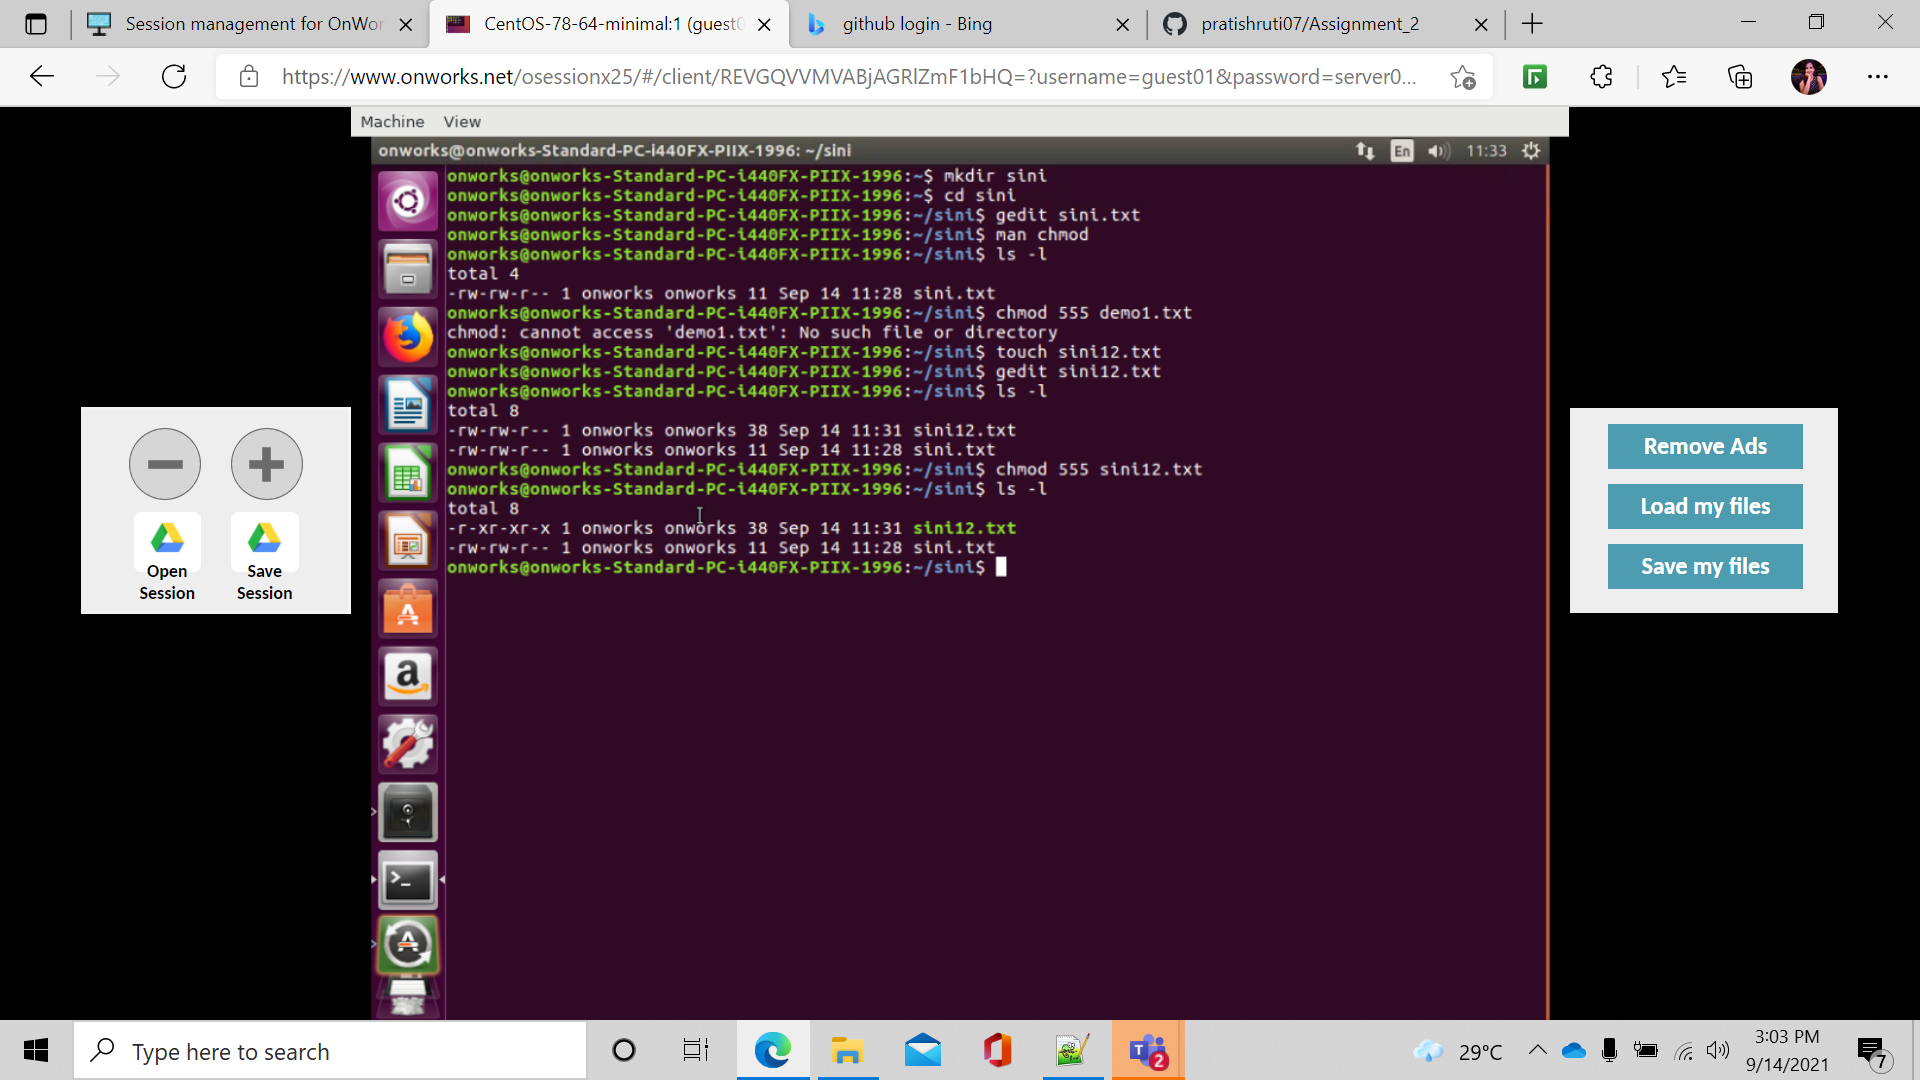 Session management for OnWor
CentOS-78-64-minimal:1 (guest0
github login - Bing
pratishruti07/Assignment_2
https://www.onworks.net/osessionx25/#/client/REVGQVVMVABjAGRlZmF1bHQ=?username=guest01&password=server0...
Machine View
onworks@onworks-Standard-PC-i440FX-PIIX-1996: ~/sini
En 11:33
onworks@onworks-Standard-PC-i440FX-PIIX-1996:~$ mkdir sini
onworks@onworks-Standard-PC-i440FX-PIIX-1996:~$ cd sini
onworks@onworks-Standard-PC-i440FX-PIIX-1996:~/sini$ gedit sini.txt
onworks@onworks-Standard-PC-i440FX-PIIX-1996:~/sini$ man chmod
onworks@onworks-Standard-PC-i440FX-PIIX-1996:~/sini$ ls -l
total 4
-rw-rw-r-- 1 onworks onworks 11 Sep 14 11:28 sini.txt
onworks@onworks-Standard-PC-i440FX-PIIX-1996:~/sini$ chmod 555 demo1.txt
chmod: cannot access 'demo1.txt': No such file or directory
onworks@onworks-Standard-PC-i440FX-PIIX-1996:~/sini$ touch sini12.txt
onworks@onworks-Standard-PC-i440FX-PIIX-1996:~/sini$ gedit sini12.txt
onworks@onworks-Standard-PC-i440FX-PIIX-1996:~/sini$ ls -l
total 8
-rw-rw-r-- 1 onworks onworks 38 Sep 14 11:31 sini12.txt
-rw-rw-r-- 1 onworks onworks 11 Sep 14 11:28 sini.txt
onworks@onworks-Standard-PC-i440FX-PIIX-1996:~/sini$ chmod 555 sini12.txt
onworks@onworks-Standard-PC-i440FX-PIIX-1996:~/sini$ ls -l
total 8
-r-xr-xr-x 1 onworks onworks 38 Sep 14 11:31 sini12.txt
-rw-rw-r-- 1 onworks onworks 11 Sep 14 11:28 sini.txt
onworks@onworks-Standard-PC-i440FX-PIIX-1996:~/sini$
Open Session
Save Session
Remove Ads
Load my files
Save my files
Type here to search
2
29°C
3:03 PM
9/14/2021
7